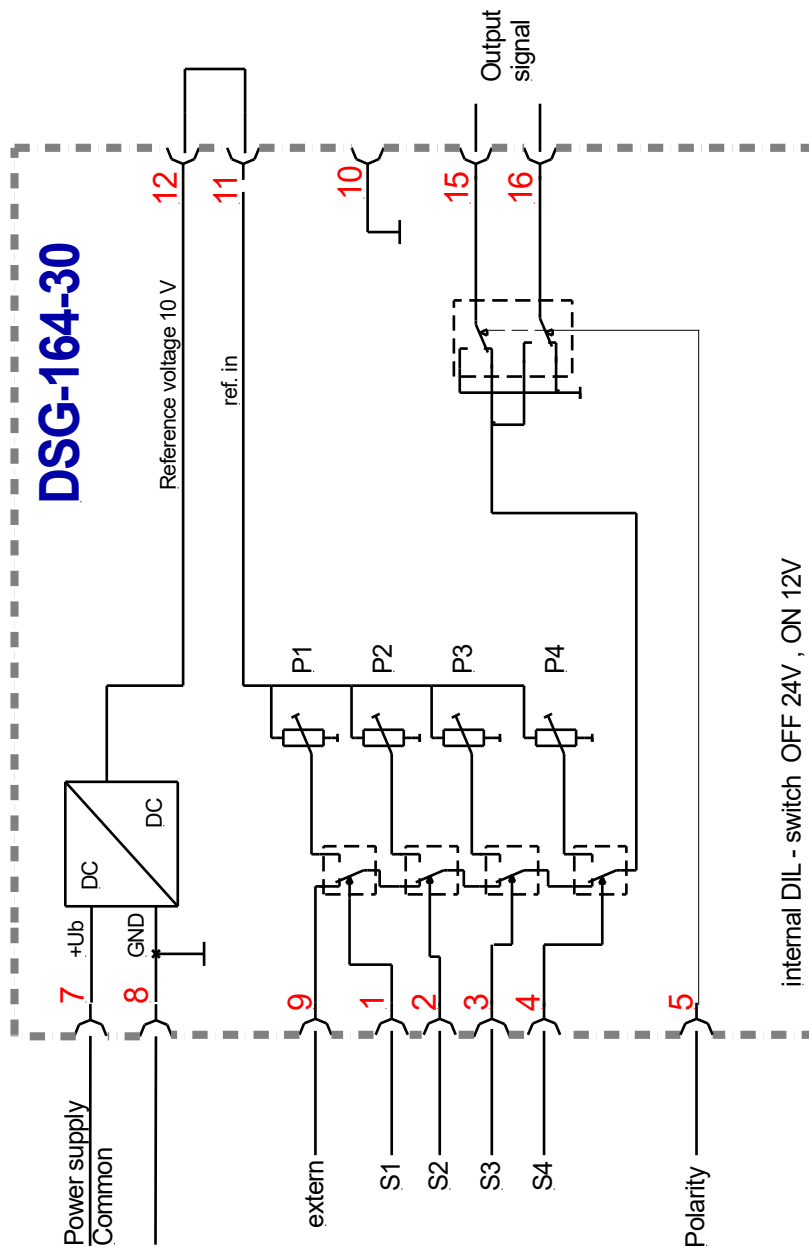 DSG-164-30
Power supply
Common
7
8
+Ub
GND
DC
DC
Reference voltage 10 V
12
ref. in
11
10
extern
9
S1
1
S2
2
S3
3
S4
4
P1
P2
P3
P4
15
16
Output
signal
Polarity
5
internal DIL - switch OFF 24V , ON 12V